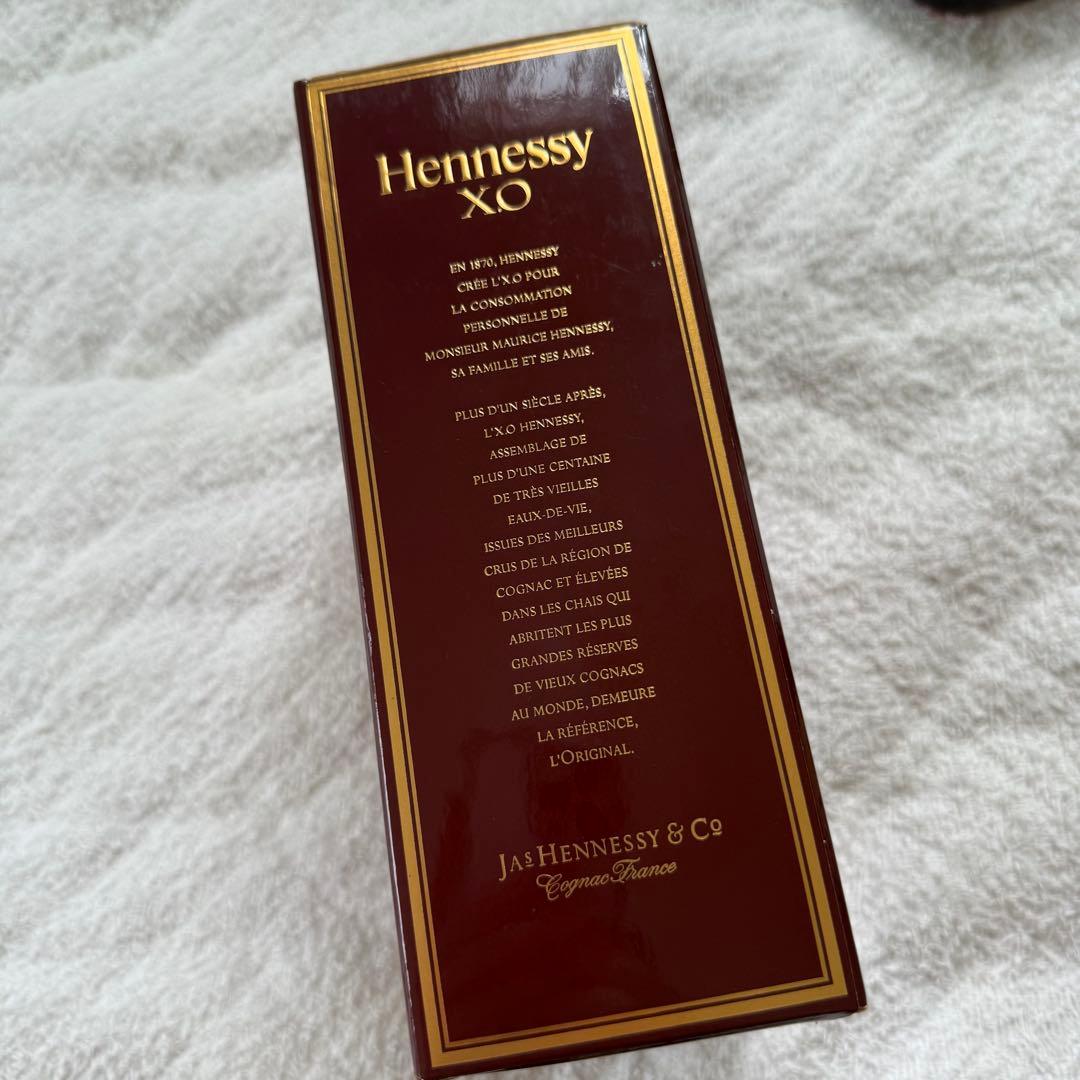 Hennessy
X.O
EN 1870, HENNESSY
CRÉE L'X.O POUR
LA CONSOMMATION
PERSONNELLE DE
MONSIEUR MAURICE HENNESSY,
SA FAMILLE ET SES AMIS.
PLUS D'UN SIÈCLE APRÈS,
L'X.O HENNESSY,
ASSEMBLAGE DE
PLUS D'UNE CENTAINE
DE TRÈS VIEILLES
EAUX-DE-VIE,
ISSUES DES MEILLEURS
CRUS DE LA RÉGION DE
COGNAC ET ÉLEVÉES
DANS LES CHAIS QUI
ABRITENT LES PLUS
GRANDES RÉSERVES
DE VIEUX COGNACS
AU MONDE, DEMEURE
LA RÉFÉRENCE,
L'ORIGINAL.
JAS HENNESSY & Cº
Cognac France